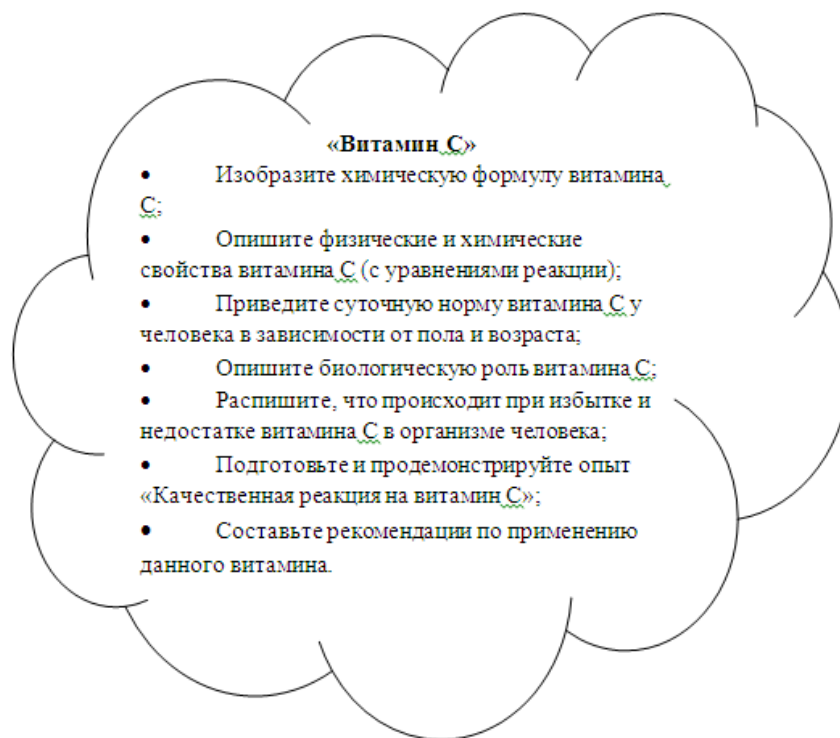 «Витамин С»
• Изобразите химическую формулу витамина
С;
• Опишите физические и химические
свойства витамина С (с уравнениями реакции);
• Приведите суточную норму витамина С у
человека в зависимости от пола и возраста;
• Опишите биологическую роль витамина С;
• Распишите, что происходит при избытке и
недостатке витамина С в организме человека;
• Подготовьте и продемонстрируйте опыт
«Качественная реакция на витамин С»;
• Составьте рекомендации по применению
данного витамина.